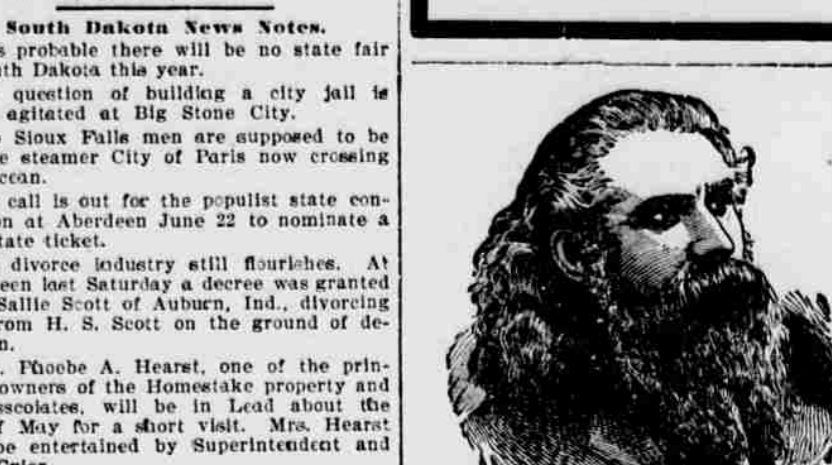 South Dakota News Notes.
s probable there will be no state fair
th Dakota this year.
question of building a city jail is
agitated at Big Stone City.
Sioux Falls men are supposed to be
e steamer City of Paris now crossing
ccan.
call is out for the populist state con-
n at Aberdeen June 22 to nominate a
tate ticket.
divorce industry still flourishes. At
een last Saturday a decree was granted
Sallie Scott of Auburn, Ind., divorcing
rom H. S. Scott on the ground of de-
n.
. Phoebe A. Hearst, one of the prin-
owners of the Homestake property and
sscolates, will be in Lead about the
f May for a short visit. Mrs. Hearst
be entertained by Superintendent and